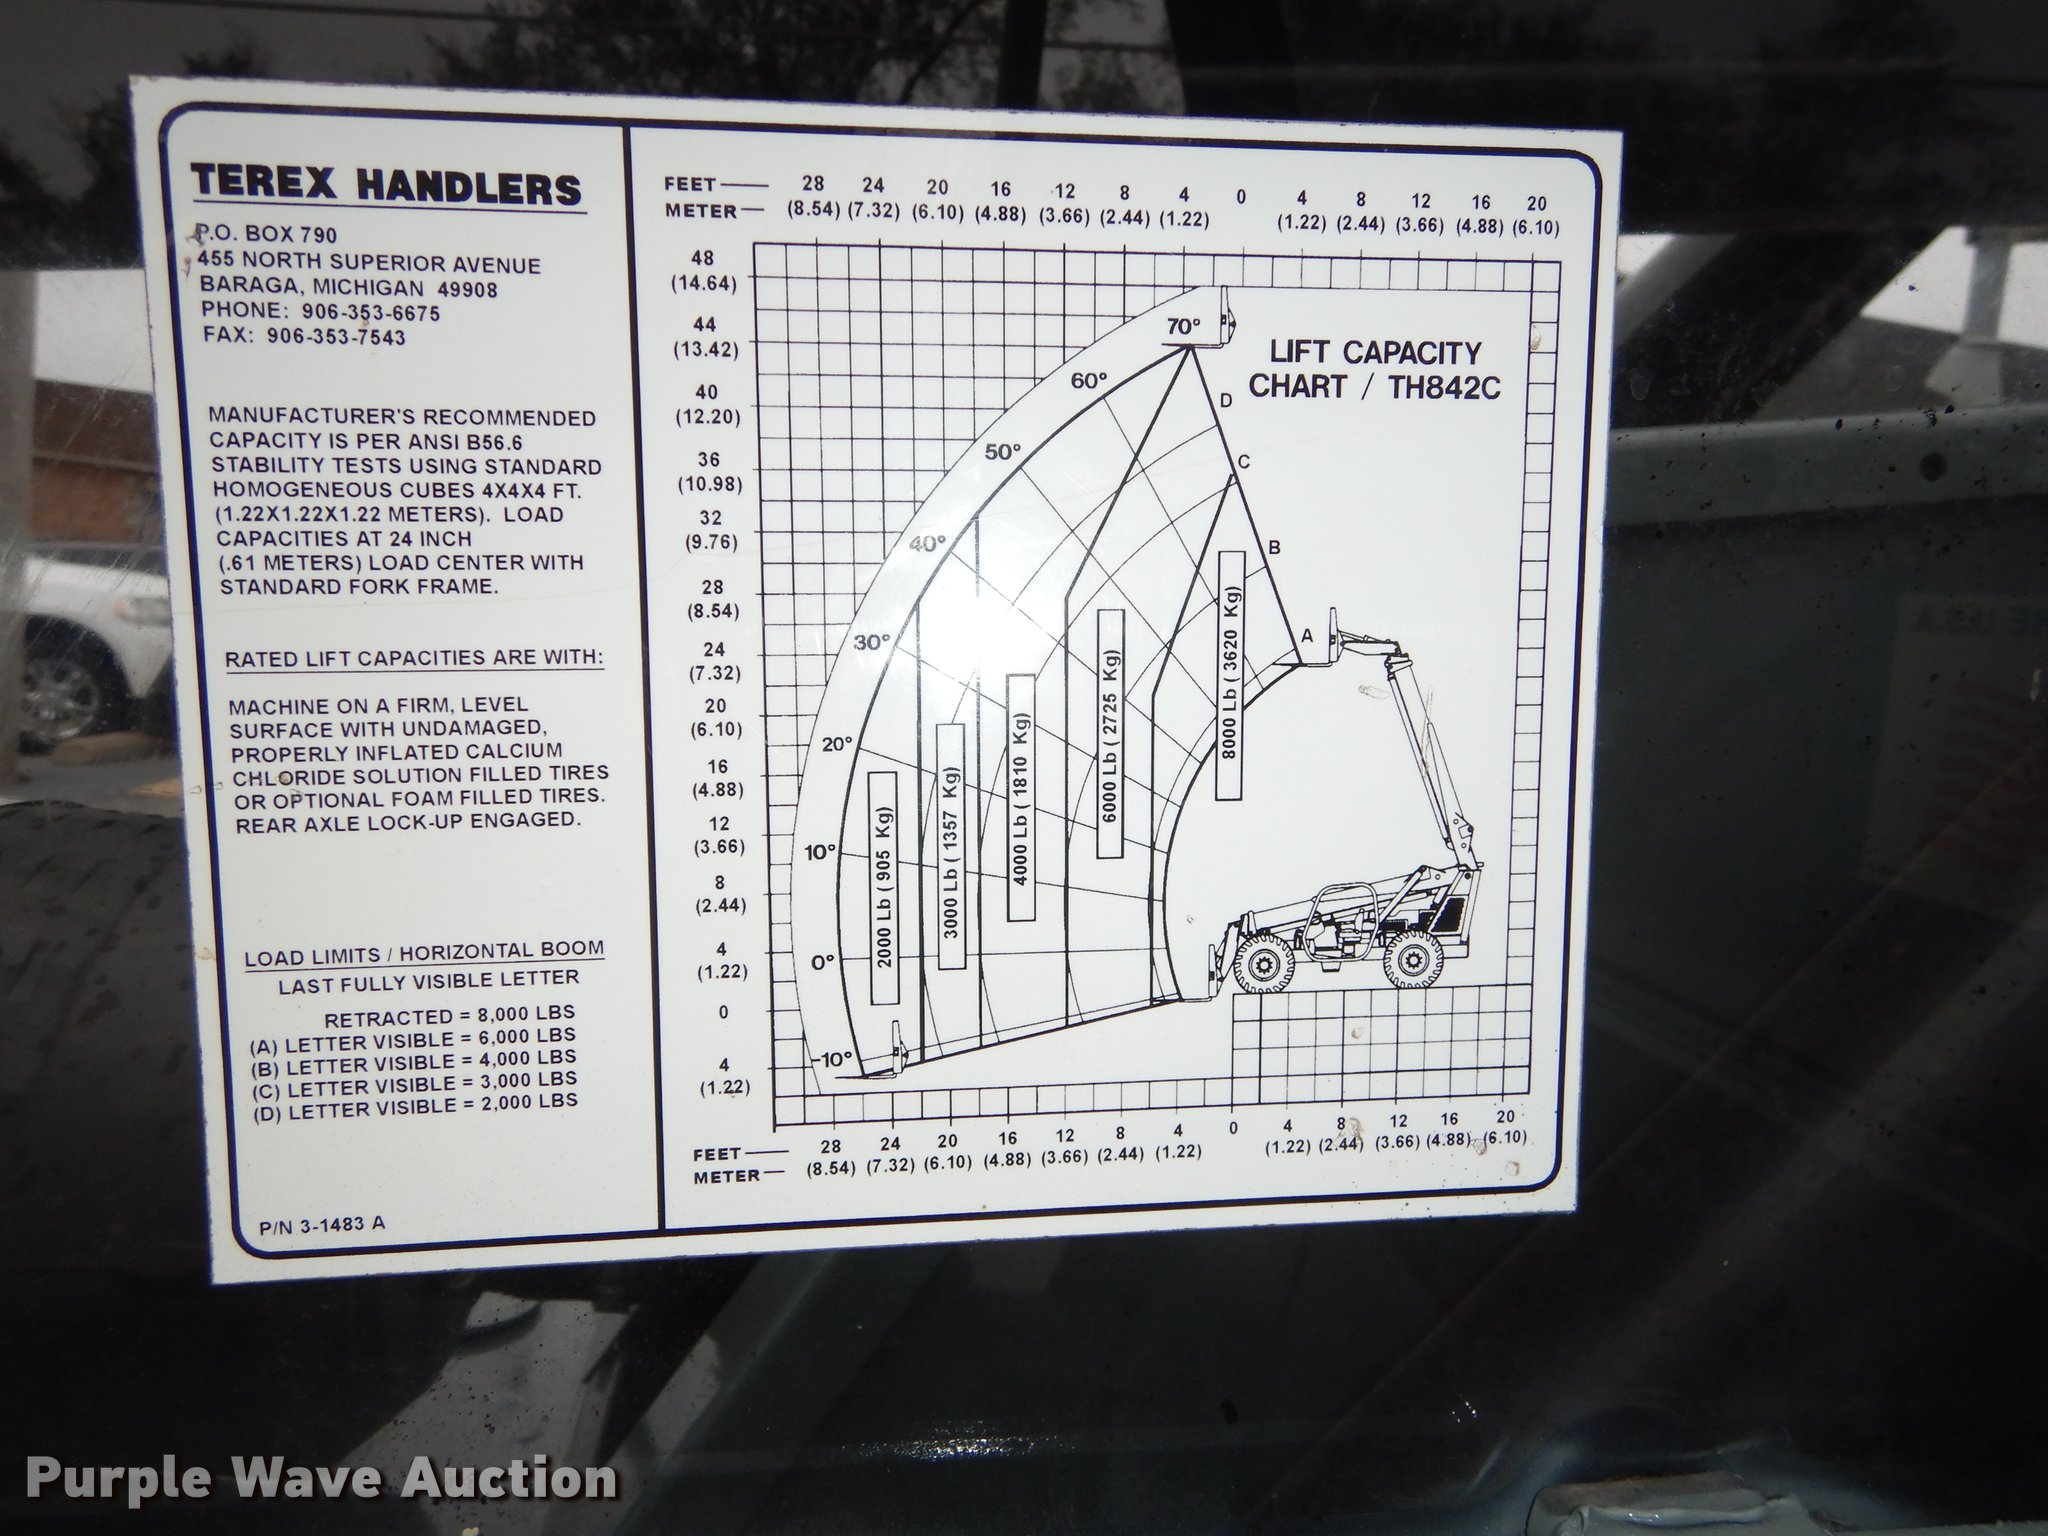 TEREX HANDLERS
P.O. BOX 790
455 NORTH SUPERIOR AVENUE
BARAGA, MICHIGAN 49908
PHONE: 906-353-6675
FAX: 906-353-7543
MANUFACTURER'S RECOMMENDED
CAPACITY IS PER ANSI B56.6
STABILITY TESTS USING STANDARD
HOMOGENEOUS CUBES 4X4X4 FT.
(1.22X1.22X1.22 METERS). LOAD
CAPACITIES AT 24 INCH
(.61 METERS) LOAD CENTER WITH
STANDARD FORK FRAME.
RATED LIFT CAPACITIES ARE WITH:
MACHINE ON A FIRM, LEVEL
SURFACE WITH UNDAMAGED,
PROPERLY INFLATED CALCIUM
CHLORIDE SOLUTION FILLED TIRES
OR OPTIONAL FOAM FILLED TIRES.
REAR AXLE LOCK-UP ENGAGED.
LOAD LIMITS / HORIZONTAL BOOM
LAST FULLY VISIBLE LETTER
RETRACTED = 8,000 LBS
(A) LETTER VISIBLE = 6,000 LBS
(B) LETTER VISIBLE = 4,000 LBS
(C) LETTER VISIBLE = 3,000 LBS
(D) LETTER VISIBLE = 2,000 LBS
P/N 3-1483 A
FEET 28 24 20 16 12 8 4 0 4 8 12 16 20
METER (8.54) (7.32) (6.10) (4.88) (3.66) (2.44) (1.22) (1.22) (2.44) (3.66) (4.88) (6.10)
48
(14.64)
44
(13.42)
40
(12.20)
36
(10.98)
32
(9.76)
28
(8.54)
24
(7.32)
20
(6.10)
16
(4.88)
12
(3.66)
8
(2.44)
4
(1.22)
0
4
(1.22)
LIFT CAPACITY
CHART / TH842C
70°
60°
50°
40°
30°
20°
10°
0°
-10°
D
C
B
A
2000 Lb ( 905 Kg)
3000 Lb ( 1357 Kg)
4000 Lb ( 1810 Kg)
6000 Lb ( 2725 Kg)
8000 Lb ( 3620 Kg)
FEET 28 24 20 16 12 8 4 0 4 8 12 16 20
METER (8.54) (7.32) (6.10) (4.88) (3.66) (2.44) (1.22) (1.22) (2.44) (3.66) (4.88) (6.10)
Purple Wave Auction